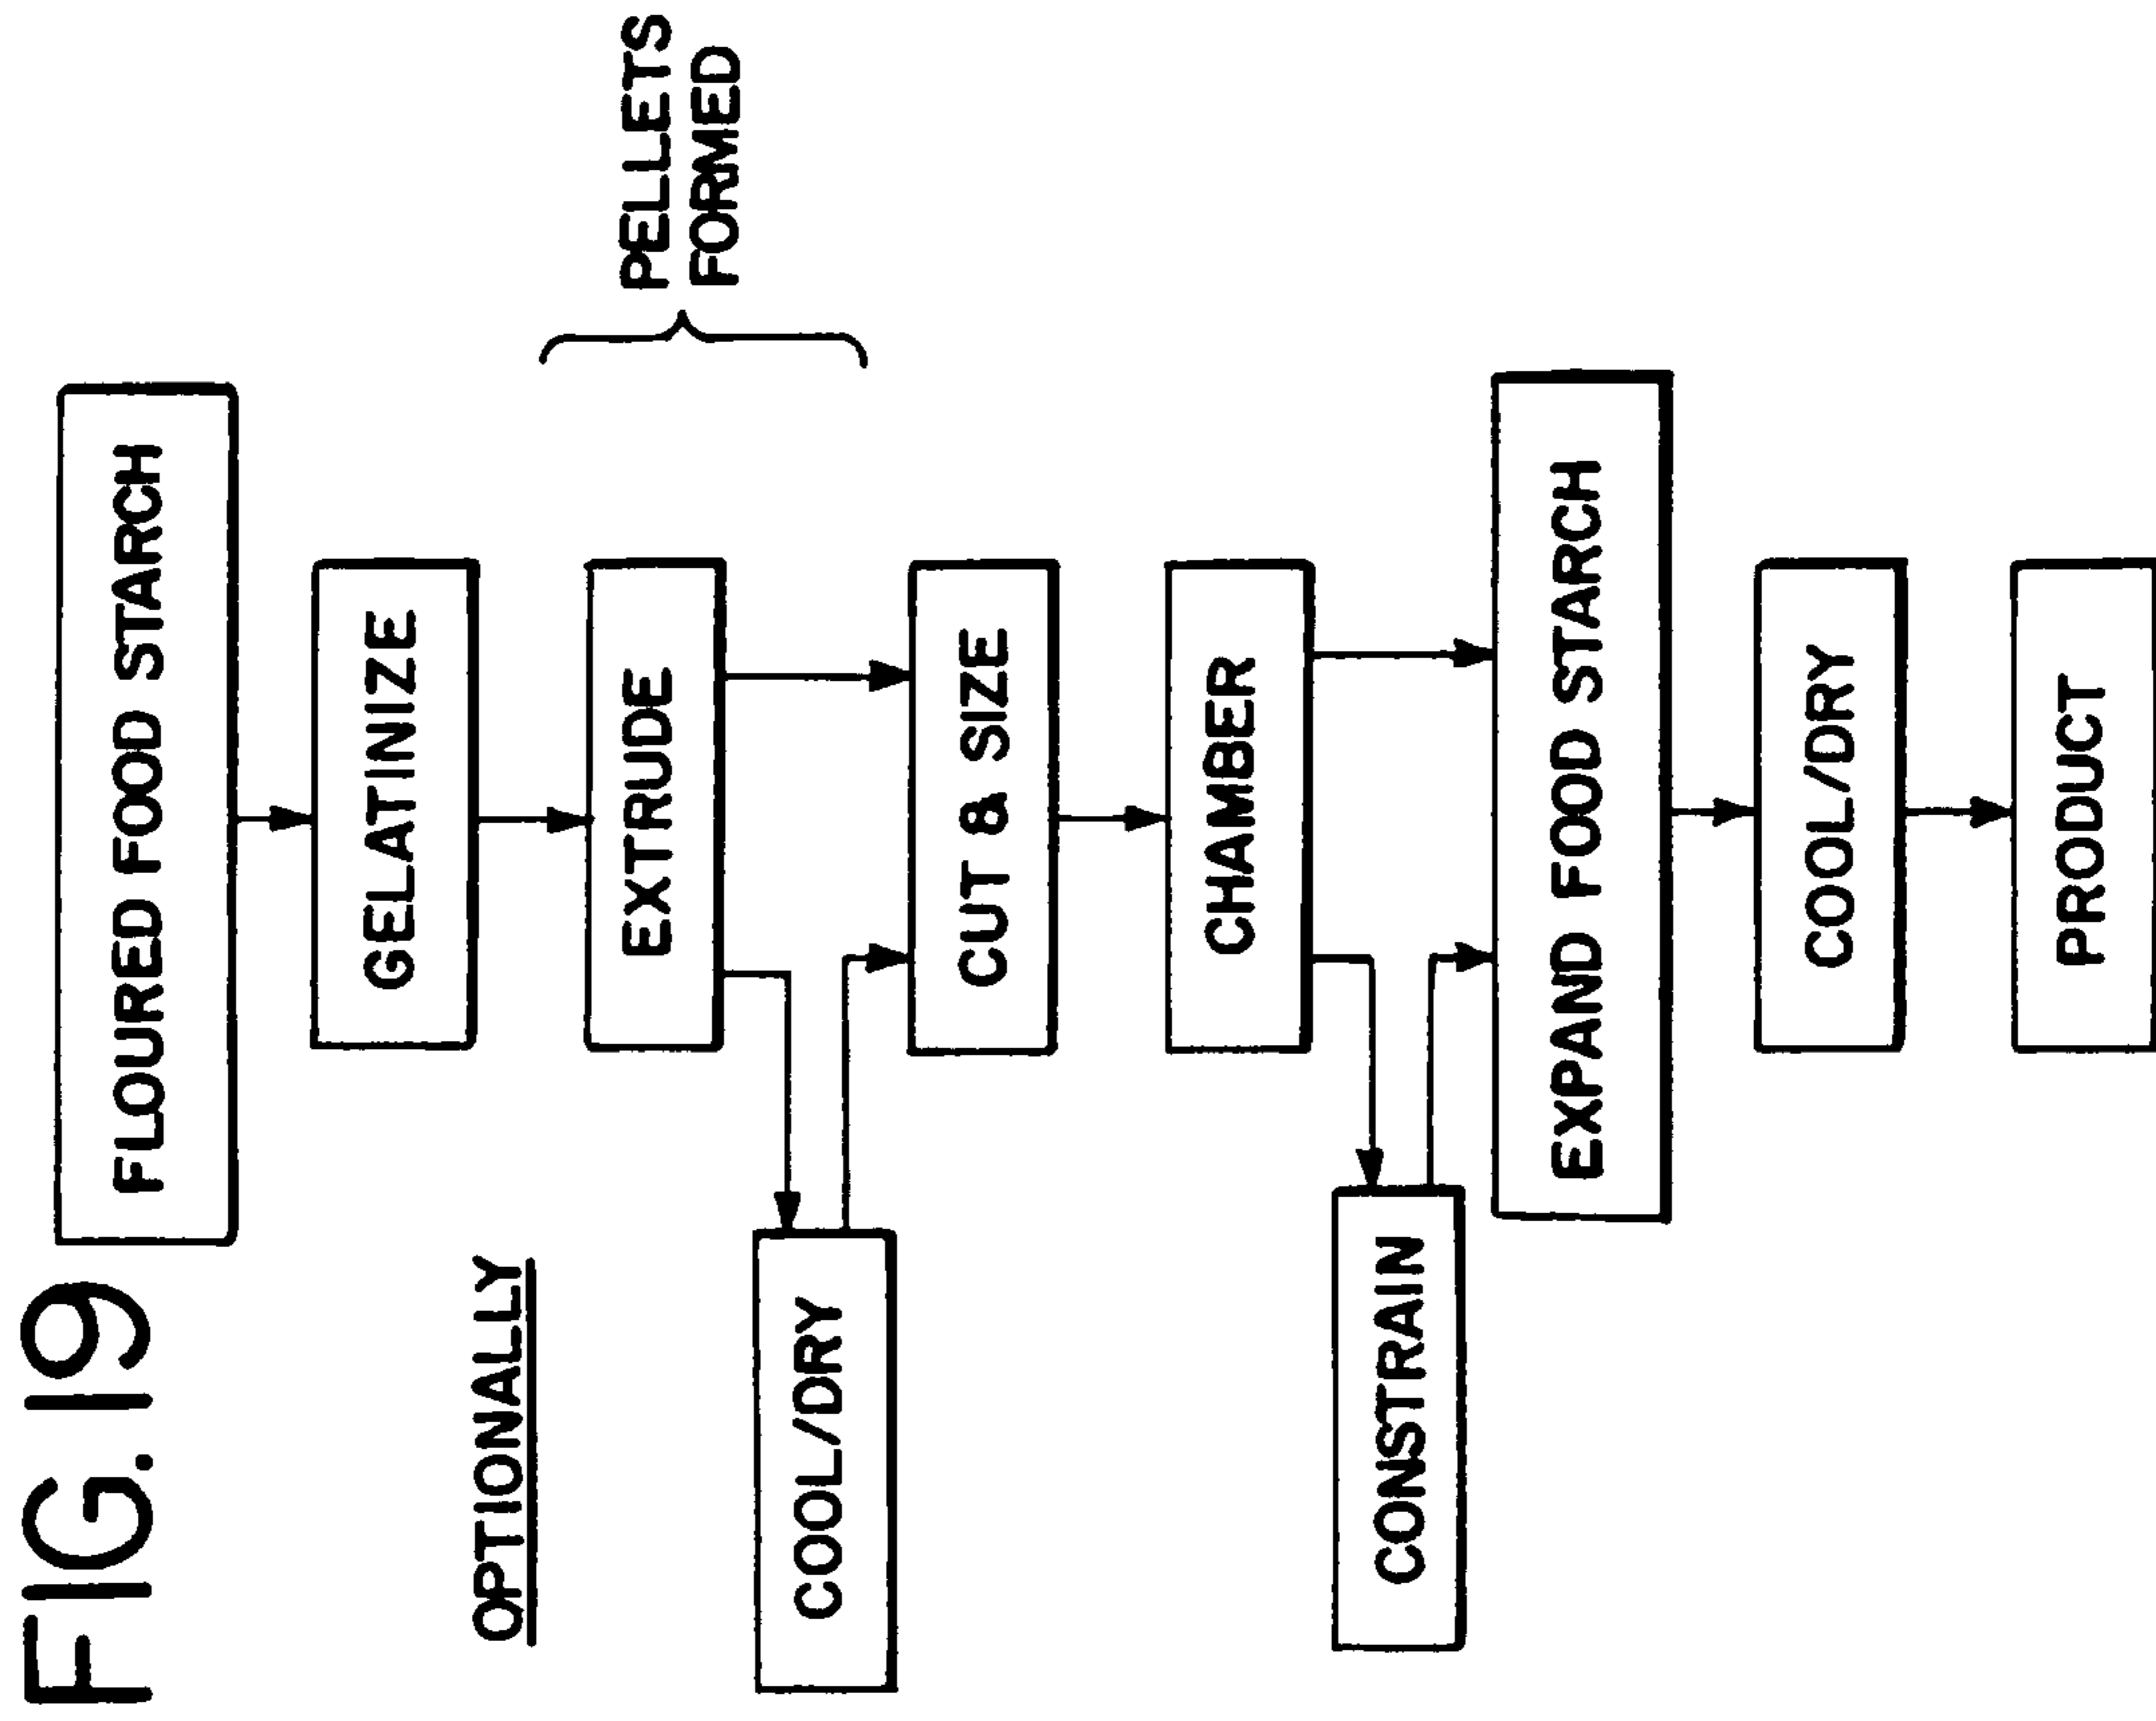 FIG. 19
FLOURED FOOD STARCH
GELATINIZE
OPTIONALLY
EXTRUDE
PELLETS
FORMED
COOL/DRY
CUT & SIZE
CHAMBER
CONSTRAIN
EXPAND FOOD STARCH
COOL/DRY
PRODUCT